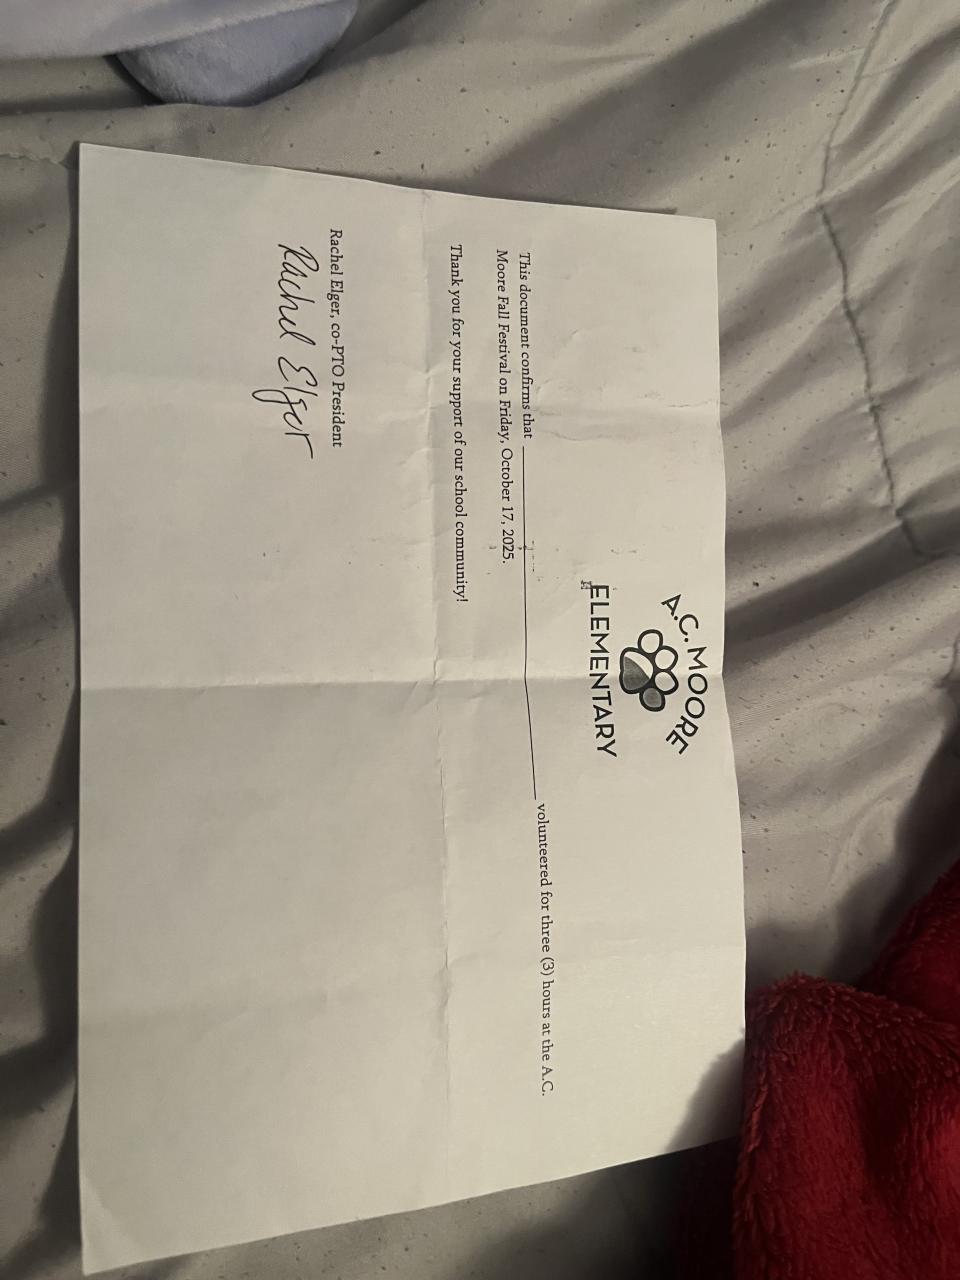 A.C. MOORE
ELEMENTARY
This document confirms that ______________________________ volunteered for three (3) hours at the A.C.
Moore Fall Festival on Friday, October 17, 2025.
Thank you for your support of our school community!
Rachel Elger, co-PTO President
Rachel Elger